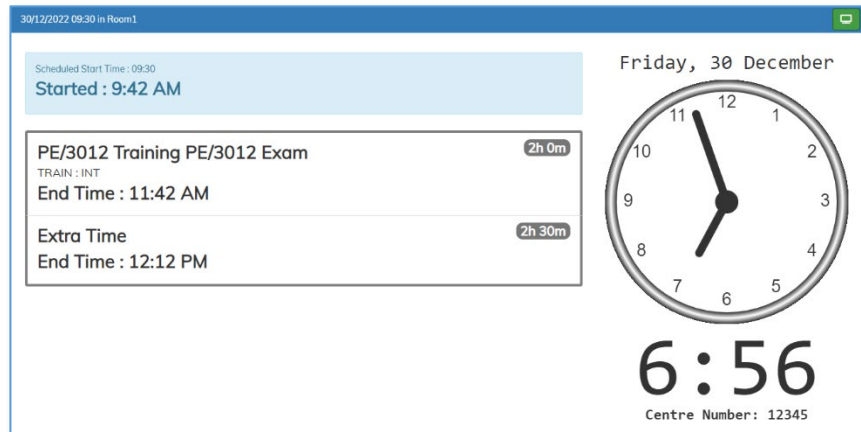 30/12/2022 09:30 in Room1
Scheduled Start Time : 09:30
Started : 9:42 AM
PE/3012 Training PE/3012 Exam
2h 0m
TRAIN : INT
End Time : 11:42 AM
Extra Time
2h 30m
End Time : 12:12 PM
Friday, 30 December
12
1
2
3
4
5
6
7
8
9
10
11
6:56
Centre Number: 12345